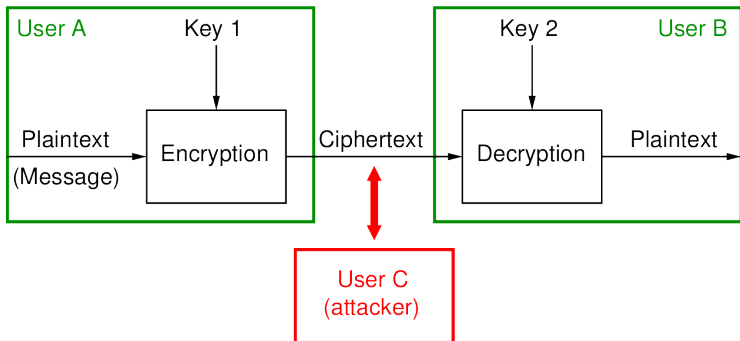 User A
Key 1
Key 2
User B
Plaintext
Ciphertext
Plaintext
Encryption
Decryption
(Message)
User C
(attacker)